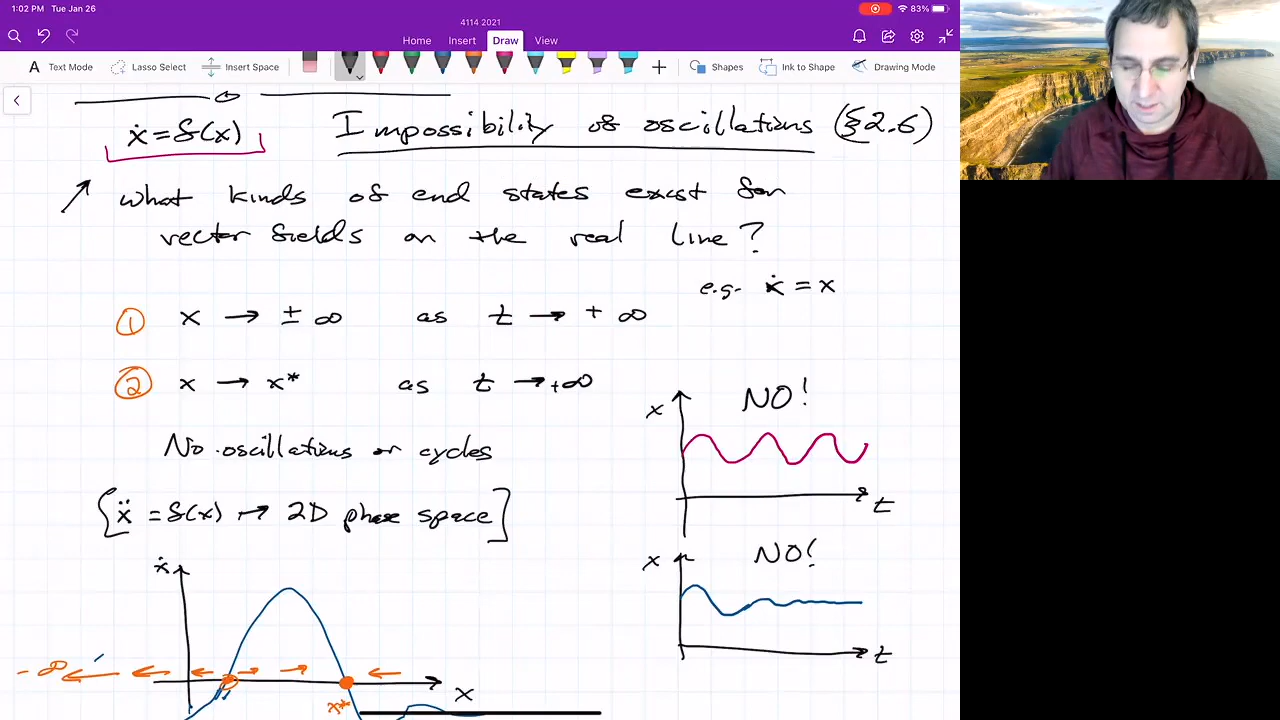 1:02 PM Tue Jan 26
83%
4114 2021
Home Insert Draw View
Text Mode Lasso Select Insert Space Shapes Ink to Shape Drawing Mode
ẋ = f(x) Impossibility of oscillations (§2.6)
What kinds of end states exist for
vector fields on the real line?
e.g. ẋ = x
① x → ± ∞ as t → + ∞
② x → x* as t → +∞
NO!
x
t
No oscillations or cycles
[ẍ = f(x) → 2D phase space]
NO!
x
t
ẋ
-∞
x
x*